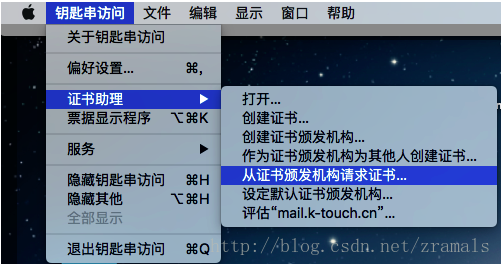 钥匙串访问 文件 编辑 显示 窗口 帮助
关于钥匙串访问
偏好设置... ⌘,
证书助理 ▶
票据显示程序 ⌥⌘K
服务 ▶
隐藏钥匙串访问 ⌘H
隐藏其他 ⌥⌘H
全部显示
退出钥匙串访问 ⌘Q
打开...
创建证书...
创建证书颁发机构...
作为证书颁发机构为其他人创建证书...
从证书颁发机构请求证书...
设定默认证书颁发机构...
评估“mail.k-touch.cn”...
http://blog.csdn.net/zramals